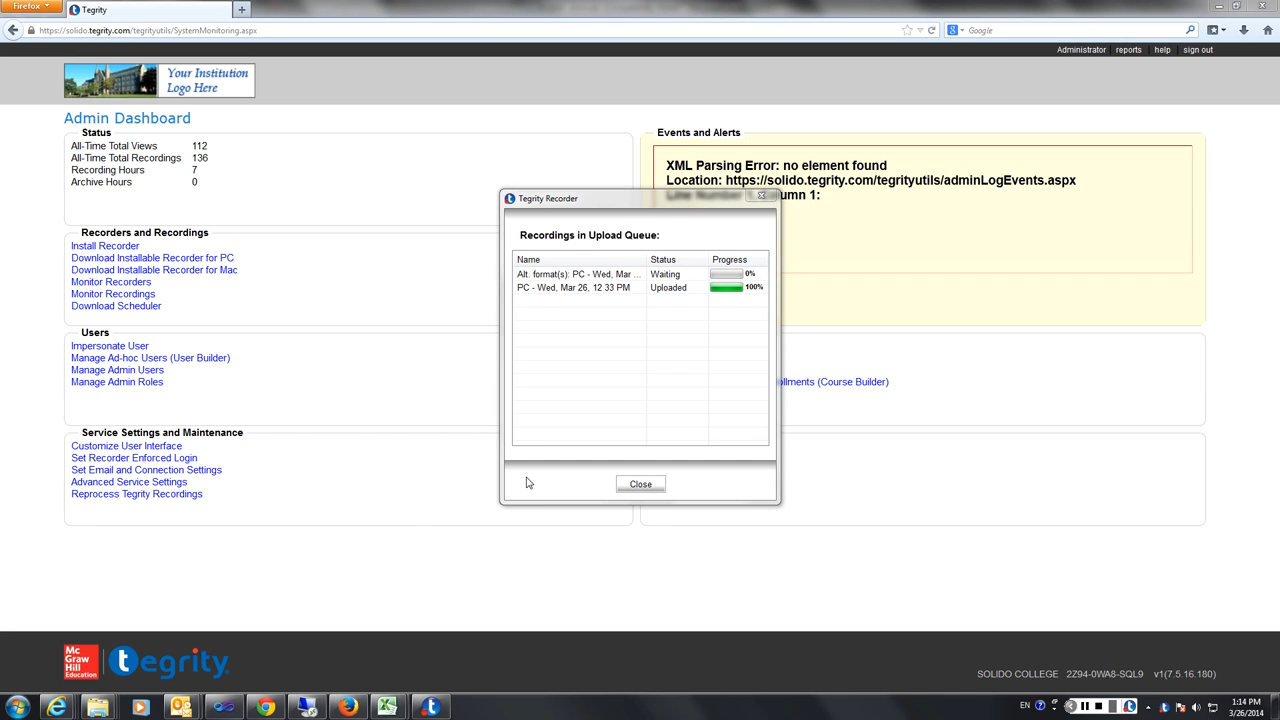 Firefox
Tegrity
https://solido.tegrity.com/tegrityutils/SystemMonitoring.aspx
Google
Administrator reports help sign out
Your Institution
Logo Here
Admin Dashboard
Status
All-Time Total Views 112
All-Time Total Recordings 136
Recording Hours 7
Archive Hours 0
Events and Alerts
XML Parsing Error: no element found
Location: https://solido.tegrity.com/tegrityutils/adminLogEvents.aspx
Line Number Column 1:
Recorders and Recordings
Install Recorder
Download Installable Recorder for PC
Download Installable Recorder for Mac
Monitor Recorders
Monitor Recordings
Download Scheduler
Users
Impersonate User
Manage Ad-hoc Users (User Builder)
Manage Admin Users
Manage Admin Roles
(Course Builder)
Service Settings and Maintenance
Customize User Interface
Set Recorder Enforced Login
Set Email and Connection Settings
Advanced Service Settings
Reprocess Tegrity Recordings
Tegrity Recorder
Recordings in Upload Queue:
Name Status Progress
Alt. format(s): PC - Wed, Mar ... Waiting 0%
PC - Wed, Mar 26, 12 33 PM Uploaded 100%
Close
Mc
Graw
Hill
Education
tegrity
SOLIDO COLLEGE 2Z94-0WA8-SQL9 v1(7.5.16.180)
EN
1:14 PM
3/26/2014